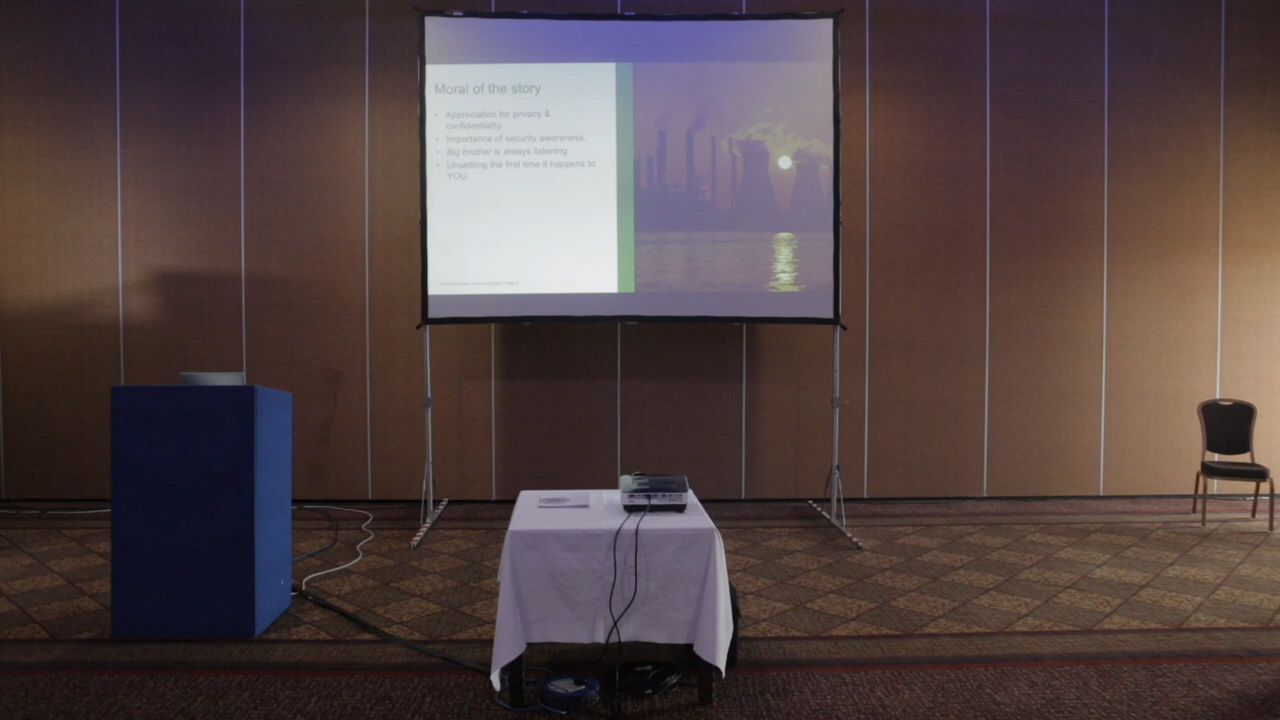 Moral of the story
• Appreciation for privacy &
confidentiality.
• Importance of security awareness.
• Big brother is always listening.
• Unsettling the first time it happens to
YOU.